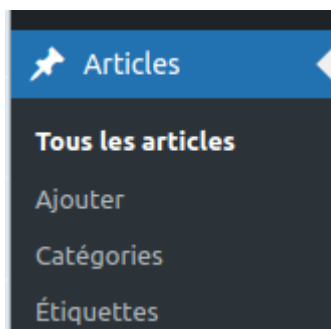 Articles
Tous les articles
Ajouter
Catégories
Étiquettes